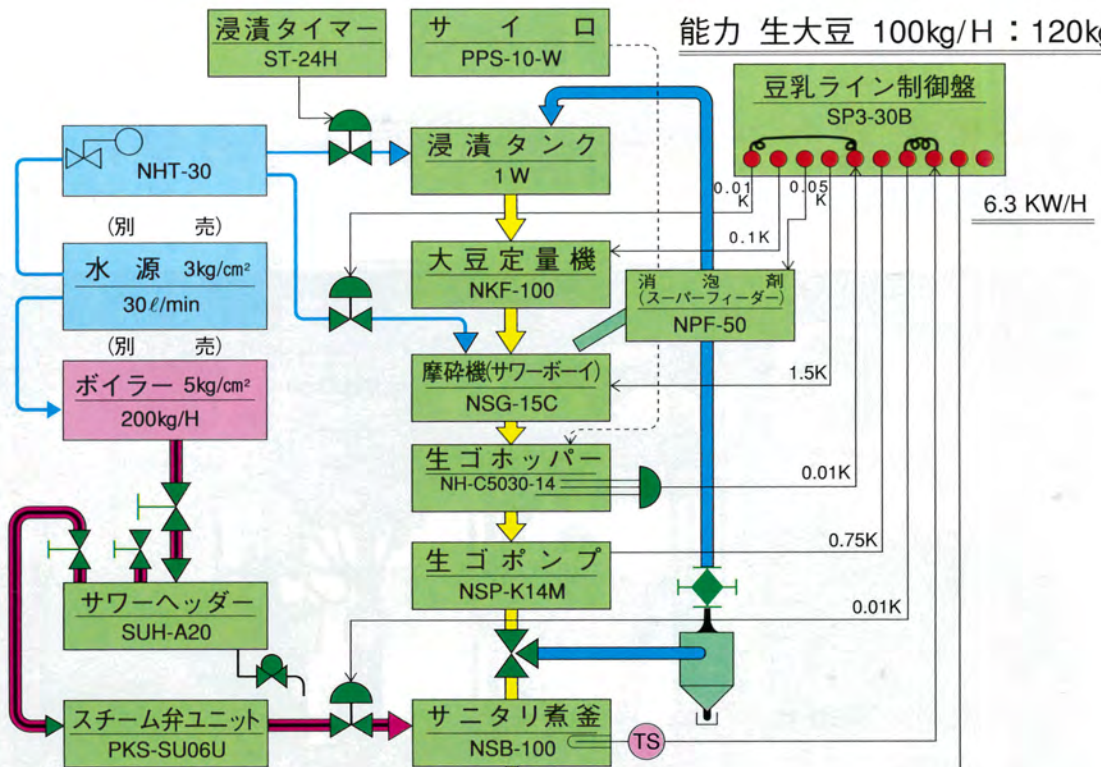 浸漬タイマー
ST-24H
サイロ
PPS-10-W
能力 生大豆 100kg/H：120kg
豆乳ライン制御盤
SP3-30B
NHT-30
浸漬タンク
1W
0.01
K
0.05
K
6.3 KW/H
(別 売)
水 源 3kg/cm²
30ℓ/min
0.1K
大豆定量機
NKF-100
消 泡 剤
(スーパーフィーダー)
NPF-50
(別 売)
ボイラー 5kg/cm²
200kg/H
摩砕機(サワーボーイ)
NSG-15C
1.5K
生ゴホッパー
NH-C5030-14
0.01K
生ゴポンプ
NSP-K14M
0.75K
サワーヘッダー
SUH-A20
0.01K
スチーム弁ユニット
PKS-SU06U
サニタリ煮釜
NSB-100
TS